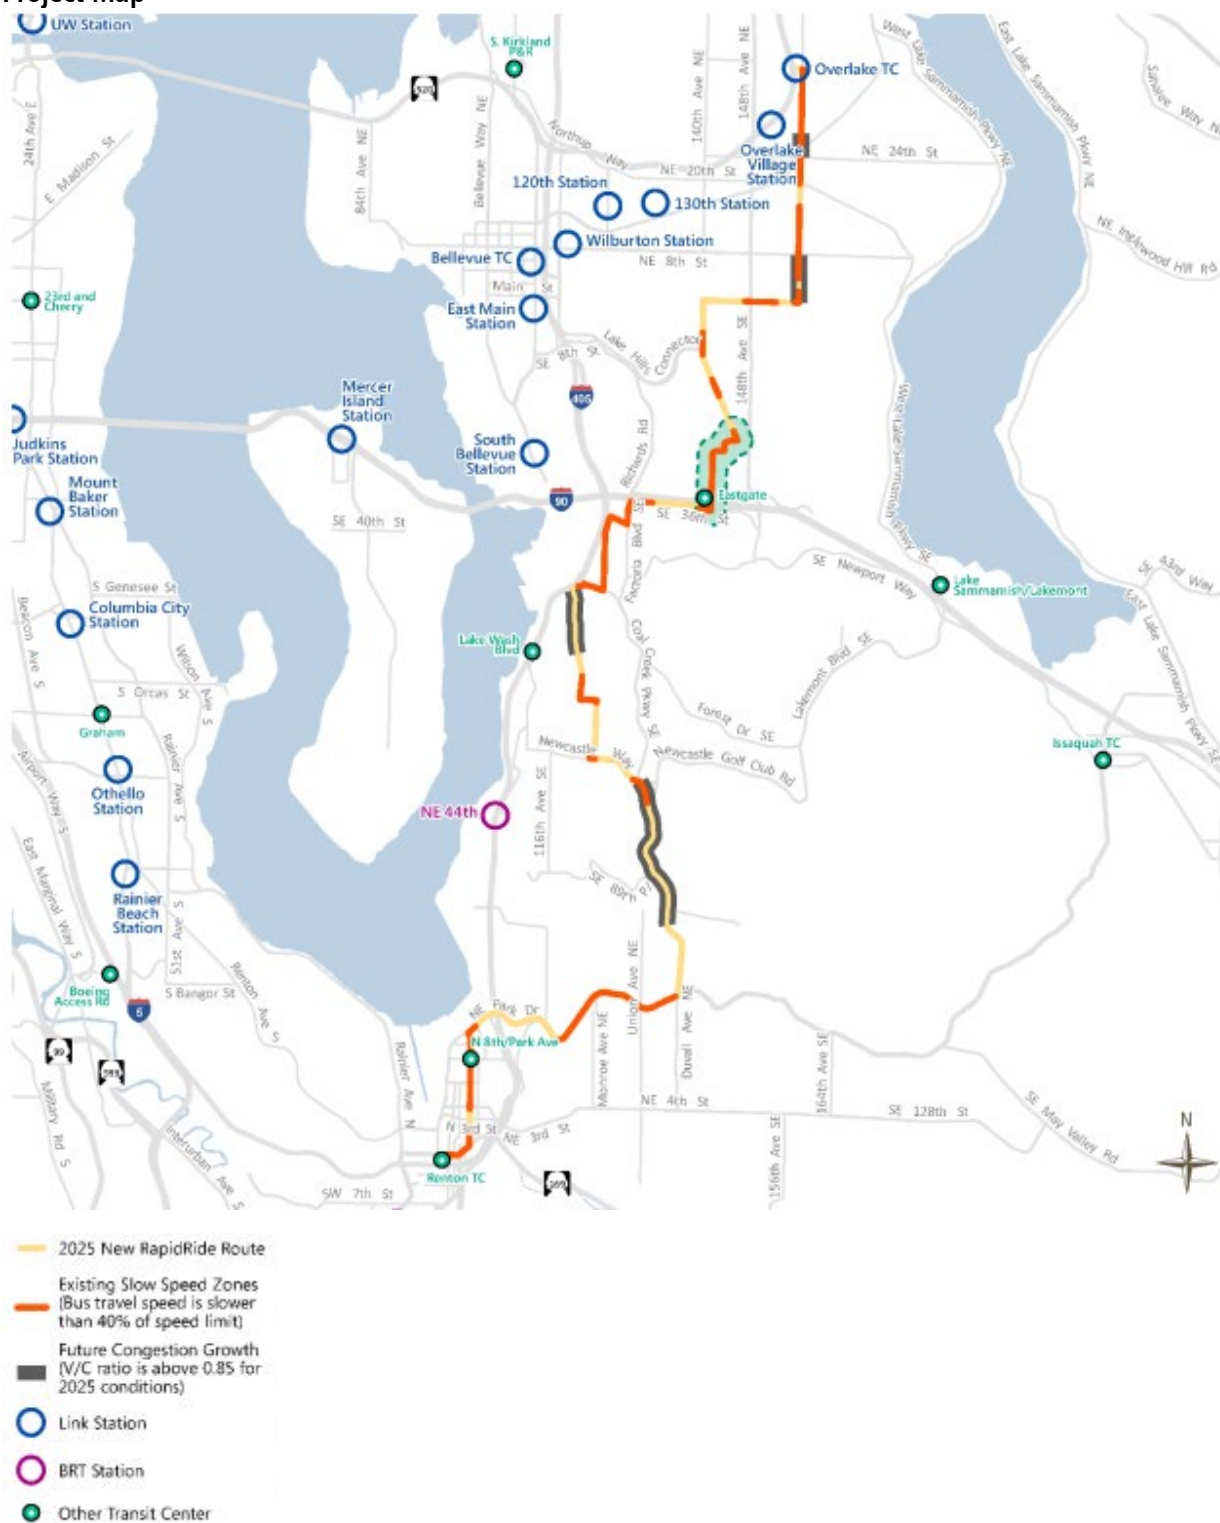 Project Map
UW Station
S. Kirkland
P&R
520
Overlake TC
24th Ave E
E Madison St
84th Ave NE
Bellevue Way NE
Northup Way
140th Ave NE
148th Ave NE
West Lake Sammamish Pkwy NE
East Lake Sammamish Pkwy NE
Sahalee Way N
Overlake
Village
Station
NE 24th St
NE 20th St
120th Station
130th Station
Wilburton Station
Bellevue TC
NE 8th St
NE Inglewood Hill Rd
Main St
East Main
Station
23rd and
Cherry
SE 8th St
Lake Hills Connector
148th Ave SE
405
Mercer
Island
Station
Judkins
Park Station
South
Bellevue
Station
Richards Rd
West Lake Sammamish Pkwy SE
Mount
Baker
Station
90
Eastgate
SE 36th St
SE 40th St
Factoria Blvd SE
SE Newport Way
Lake
Sammamish/Lakemont
SE 43rd Way
S Genesee St
Beacon Ave S
Columbia City
Station
Wilson Ave S
Lake Wash
Blvd
Coal Creek Pkwy SE
Lakemont Blvd SE
East Lake Sammamish Pkwy SE
S Orcas St
Graham
Forest Dr SE
Issaquah TC
Newcastle Way
Newcastle Golf Club Rd
Airport Way S
Rainier Ave S
Othello
Station
116th Ave SE
NE 44th
East Marginal Way S
SE 89th Pl
Rainier
Beach
Station
51st Ave S
Union Ave NE
Boeing
Access Rd
S Bangor St
Renton Ave S
5
NE Park Dr
Duvall Ave NE
99
599
N 8th/Park Ave
Rainier Ave N
Monroe Ave NE
164th Ave SE
NE 4th St
SE 128th St
SE May Valley Rd
Military Rd S
Interurban Ave S
N 3rd St
NE 3rd St
156th Ave SE
N
Renton TC
SW 7th St
169
2025 New RapidRide Route
Existing Slow Speed Zones
(Bus travel speed is slower
than 40% of speed limit)
Future Congestion Growth
(V/C ratio is above 0.85 for
2025 conditions)
Link Station
BRT Station
Other Transit Center